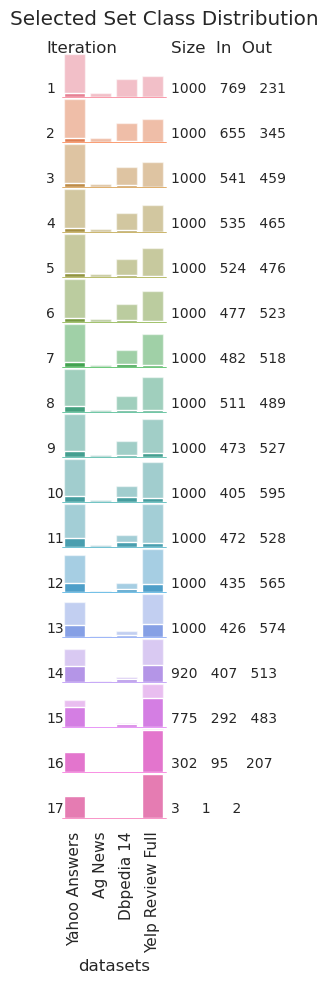 Selected Set Class Distribution
Iteration Size In Out
1 1000 769 231
2 1000 655 345
3 1000 541 459
4 1000 535 465
5 1000 524 476
6 1000 477 523
7 1000 482 518
8 1000 511 489
9 1000 473 527
10 1000 405 595
11 1000 472 528
12 1000 435 565
13 1000 426 574
14 920 407 513
15 775 292 483
16 302 95 207
17 3 1 2
Yahoo Answers
Ag News
Dbpedia 14
Yelp Review Full
datasets